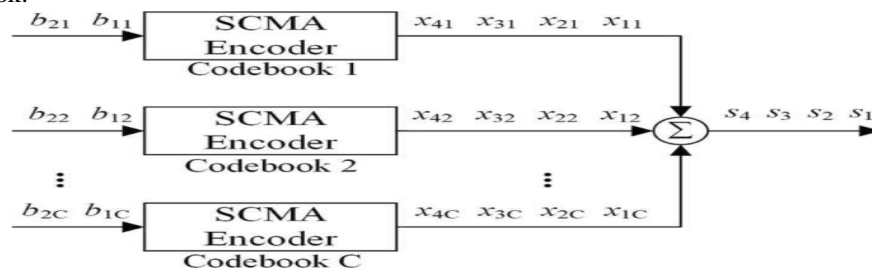 b21 b11 SCMA Encoder x41 x31 x21 x11
Codebook 1
b22 b12 SCMA Encoder x42 x32 x22 x12 Σ s4 s3 s2 s1
Codebook 2
b2C b1C SCMA Encoder x4C x3C x2C x1C
Codebook C